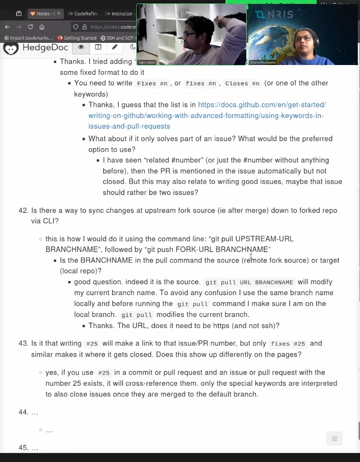 Notes -
CodeRefin
Instructor
https://notes.codere
Import bookmarks...
SSH and SCP
HedgeDoc
Thanks. I tried adding
some fixed format to do it
You need to write Fixes #n , or fixes #n , Closes #n (or one of the other
keywords)
Thanks, I guess that the list is in https://docs.github.com/en/get-started/
writing-on-github/working-with-advanced-formatting/using-keywords-in-
issues-and-pull-requests
What about if it only solves part of an issue? What would be the preferred
option to use?
I have seen “related #number” (or just the #number without anything
before), then the PR is mentioned in the issue automatically but not
closed. But this may also relate to writing good issues, maybe that issue
should rather be two issues?
42. Is there a way to sync changes at upstream fork source (ie after merge) down to forked repo
via CLI?
this is how I would do it using the command line: “git pull UPSTREAM-URL
BRANCHNAME”, followed by “git push FORK-URL BRANCHNAME”
Is the BRANCHNAME in the pull command the source (remote fork source) or target
(local repo)?
good question. indeed it is the source. git pull URL BRANCHNAME will modify
my current branch name. To avoid any confusion I use the same branch name
locally and before running the git pull command I make sure I am on the
local branch. git pull modifies the current branch.
Thanks. The URL, does it need to be https (and not ssh)?
43. Is it that writing #25 will make a link to that issue/PR number, but only fixes #25 and
similar makes it where it gets closed. Does this show up differently on the pages?
yes, if you use #25 in a commit or pull request and an issue or pull request with the
number 25 exists, it will cross-reference them. only the special keywords are interpreted
to also close issues once they are merged to the default branch.
44. ...
...
45. ...
NRIS